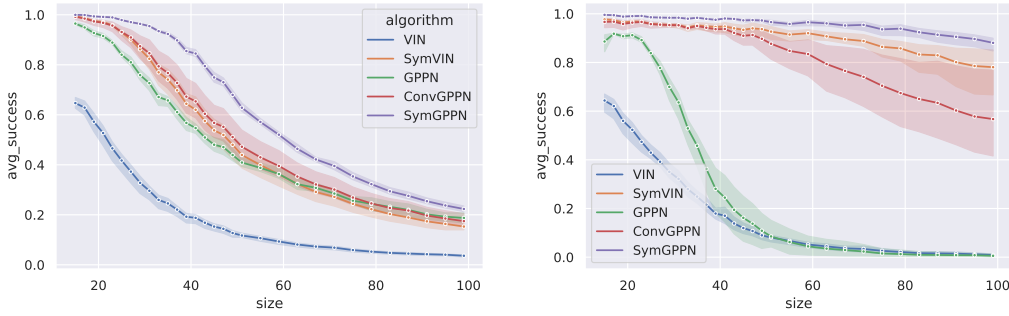 1.0
0.8
0.6
0.4
0.2
0.0
avg_success
20
40
60
80
100
size
algorithm
VIN
SymVIN
GPPN
ConvGPPN
SymGPPN
1.0
0.8
0.6
0.4
0.2
0.0
avg_success
20
40
60
80
100
size
VIN
SymVIN
GPPN
ConvGPPN
SymGPPN